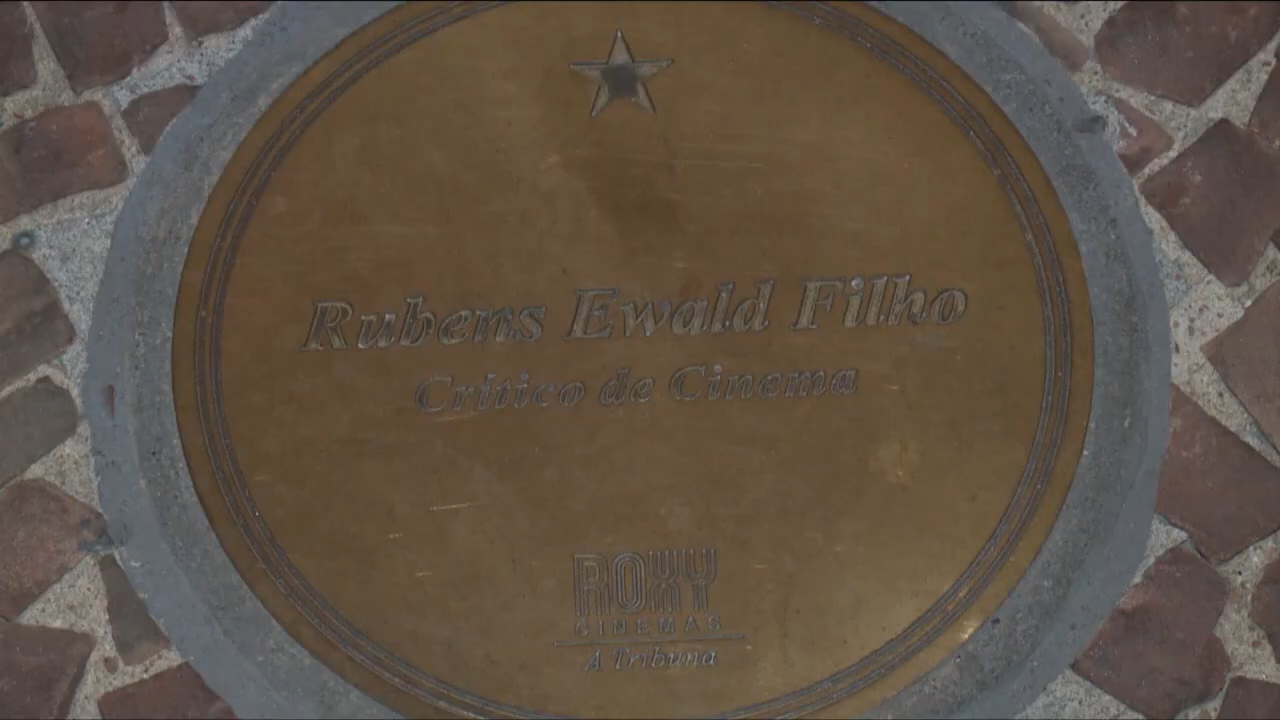 Rubens Ewald Filho
Crítico de Cinema
ROXY
CINEMAS
A Tribuna